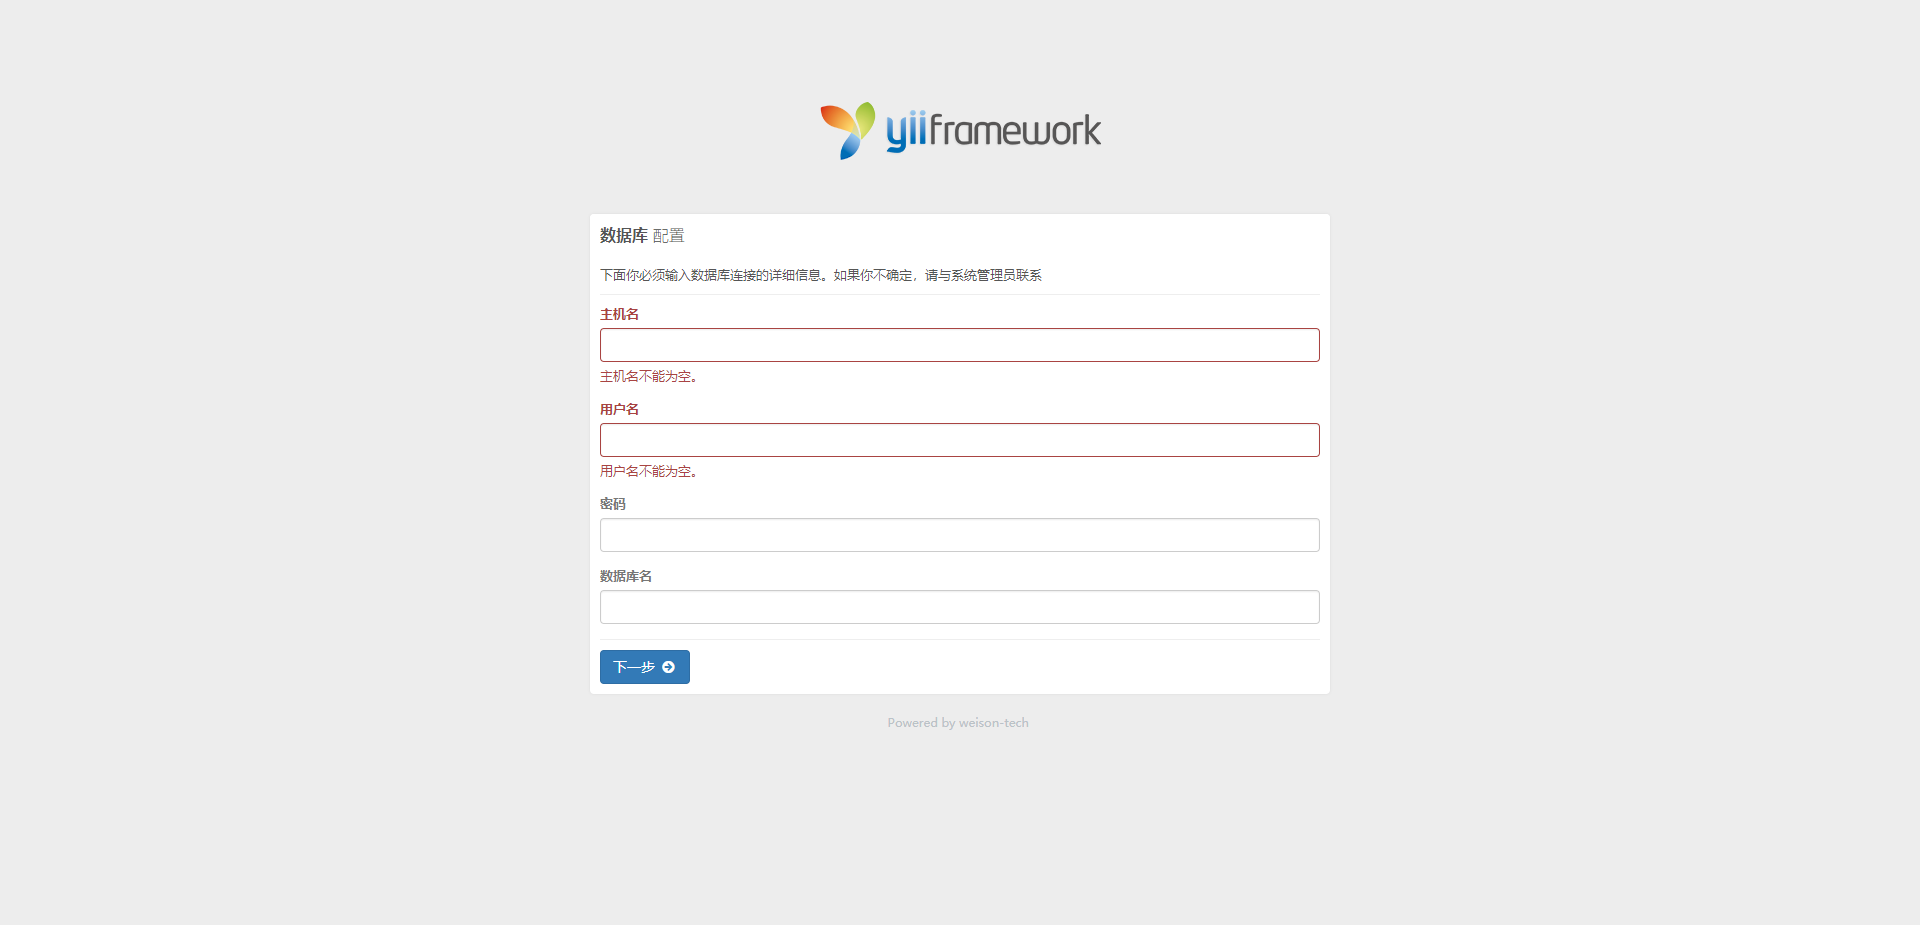 yiiframework
数据库 配置
下面你必须输入数据库连接的详细信息。如果你不确定，请与系统管理员联系
主机名
主机名不能为空。
用户名
用户名不能为空。
密码
数据库名
下一步
Powered by weison-tech